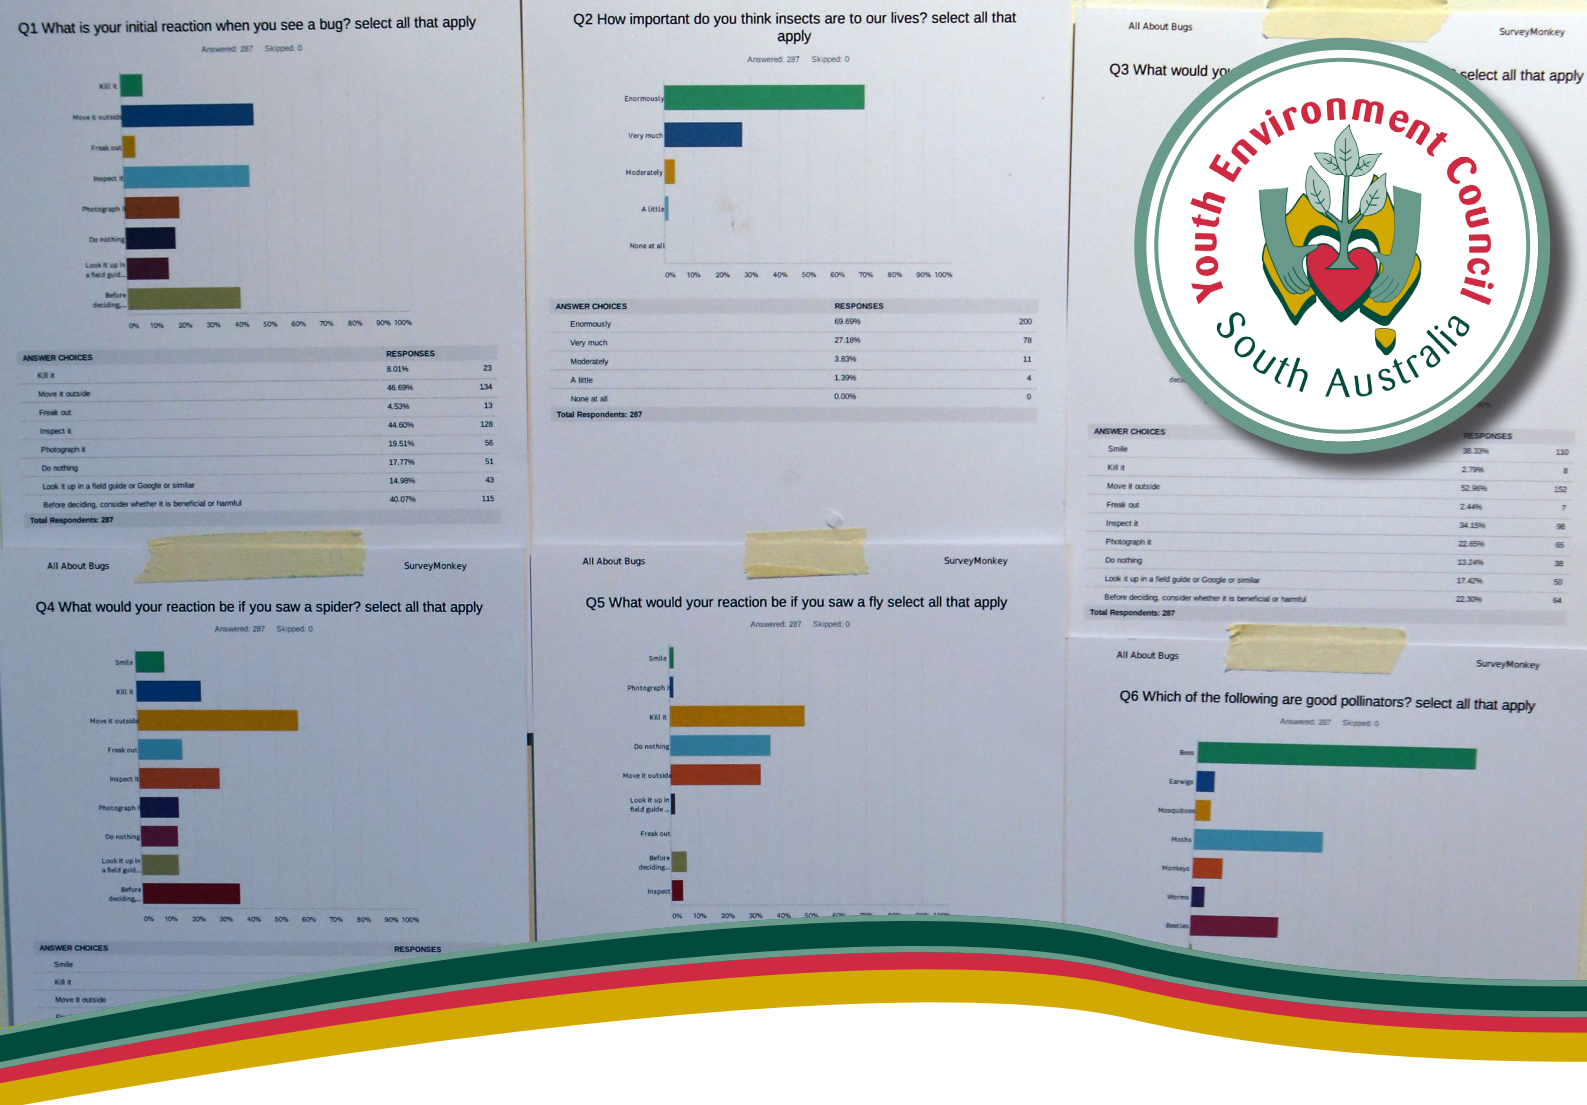 Q1 What is your initial reaction when you see a bug? select all that apply
Answered: 287 Skipped: 0
Kill it
Move it outside
Freak out
Inspect it
Photograph it
Do nothing
Look it up in
a field guid...
Before
deciding,...
0% 10% 20% 30% 40% 50% 60% 70% 80% 90% 100%
ANSWER CHOICES RESPONSES
Kill it 8.01% 23
Move it outside 46.69% 134
Freak out 4.53% 13
Inspect it 44.60% 128
Photograph it 19.51% 56
Do nothing 17.77% 51
Look it up in a field guide or Google or similar 14.98% 43
Before deciding, consider whether it is beneficial or harmful 40.07% 115
Total Respondents: 287
Q2 How important do you think insects are to our lives? select all that
apply
Answered: 287 Skipped: 0
Enormously
Very much
Moderately
A little
None at all
0% 10% 20% 30% 40% 50% 60% 70% 80% 90% 100%
ANSWER CHOICES RESPONSES
Enormously 69.69% 200
Very much 27.18% 78
Moderately 3.83% 11
A little 1.39% 4
None at all 0.00% 0
Total Respondents: 287
All About Bugs SurveyMonkey
Q3 What would you select all that apply
Youth Environment Council
South Australia
ANSWER CHOICES RESPONSES
Smile 38.33% 110
Kill it 2.79% 8
Move it outside 52.96% 152
Freak out 2.44% 7
Inspect it 34.15% 98
Photograph it 22.65% 65
Do nothing 13.24% 38
Look it up in a field guide or Google or similar 17.42% 50
Before deciding, consider whether it is beneficial or harmful 22.30% 64
Total Respondents: 287
All About Bugs SurveyMonkey
Q4 What would your reaction be if you saw a spider? select all that apply
Answered: 287 Skipped: 0
Smile
Kill it
Move it outside
Freak out
Inspect it
Photograph i
Do nothing
Look it up in
a field guid...
Before
deciding,...
0% 10% 20% 30% 40% 50% 60% 70% 80% 90% 100%
ANSWER CHOICES RESPONSES
Smile
Kill it
Move it outside
All About Bugs SurveyMonkey
Q5 What would your reaction be if you saw a fly select all that apply
Answered: 287 Skipped: 0
Smile
Photograph it
Kill it
Do nothing
Move it outside
Look it up in
field guide ...
Freak out
Before
deciding,...
Inspect
0% 10% 20% 30% 40% 50% 60% 70% 80% 90% 100%
All About Bugs SurveyMonkey
Q6 Which of the following are good pollinators? select all that apply
Answered: 287 Skipped: 0
Bees
Earwigs
Mosquitoes
Moths
Monkeys
Worms
Beetles